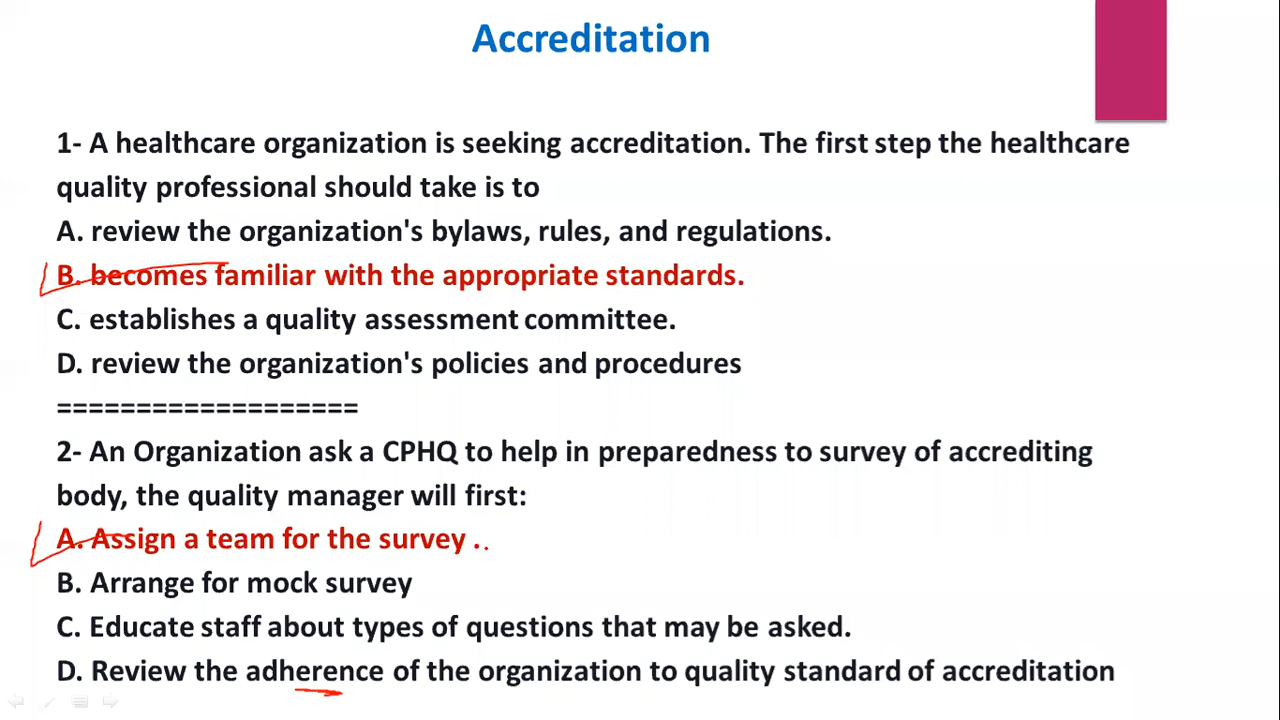 Accreditation
1- A healthcare organization is seeking accreditation. The first step the healthcare
quality professional should take is to
A. review the organization's bylaws, rules, and regulations.
B. becomes familiar with the appropriate standards.
C. establishes a quality assessment committee.
D. review the organization's policies and procedures
===================
2- An Organization ask a CPHQ to help in preparedness to survey of accrediting
body, the quality manager will first:
A. Assign a team for the survey ..
B. Arrange for mock survey
C. Educate staff about types of questions that may be asked.
D. Review the adherence of the organization to quality standard of accreditation